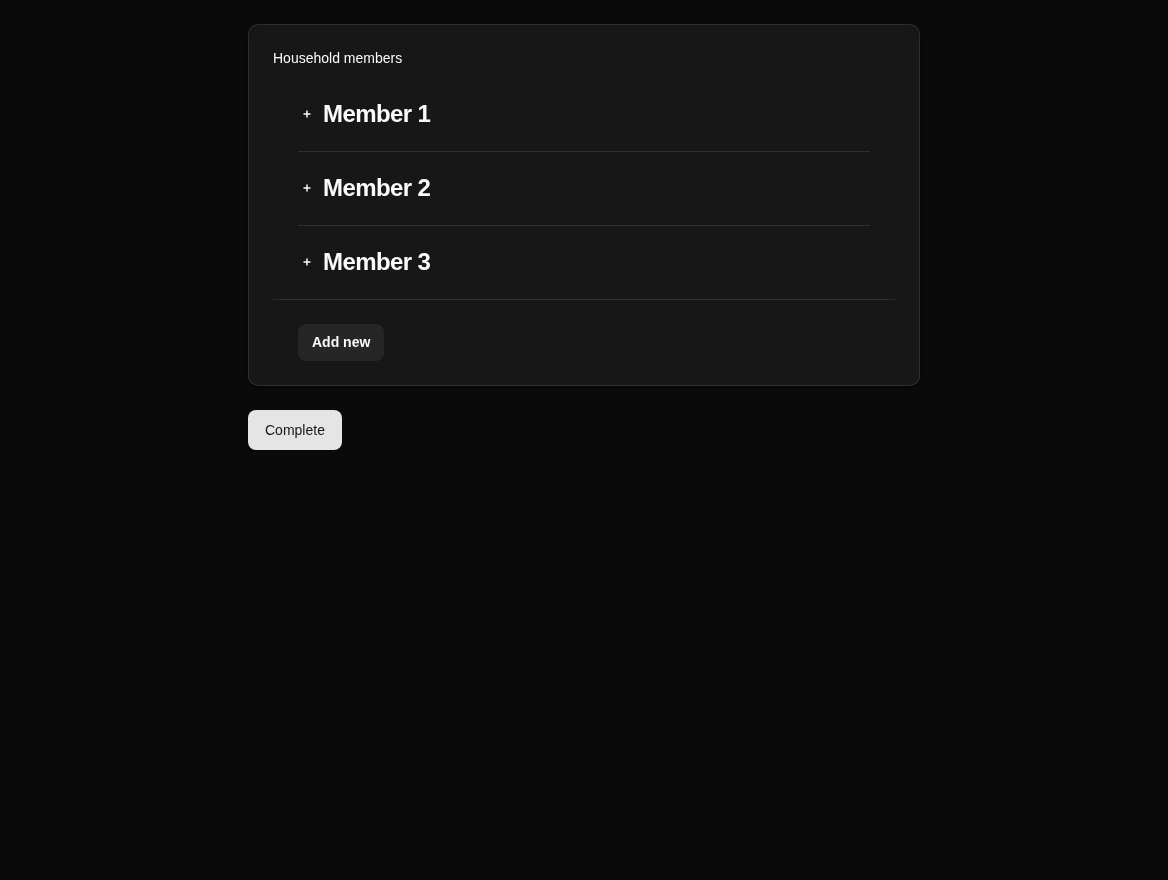 Household members
+ Member 1
+ Member 2
+ Member 3
Add new
Complete